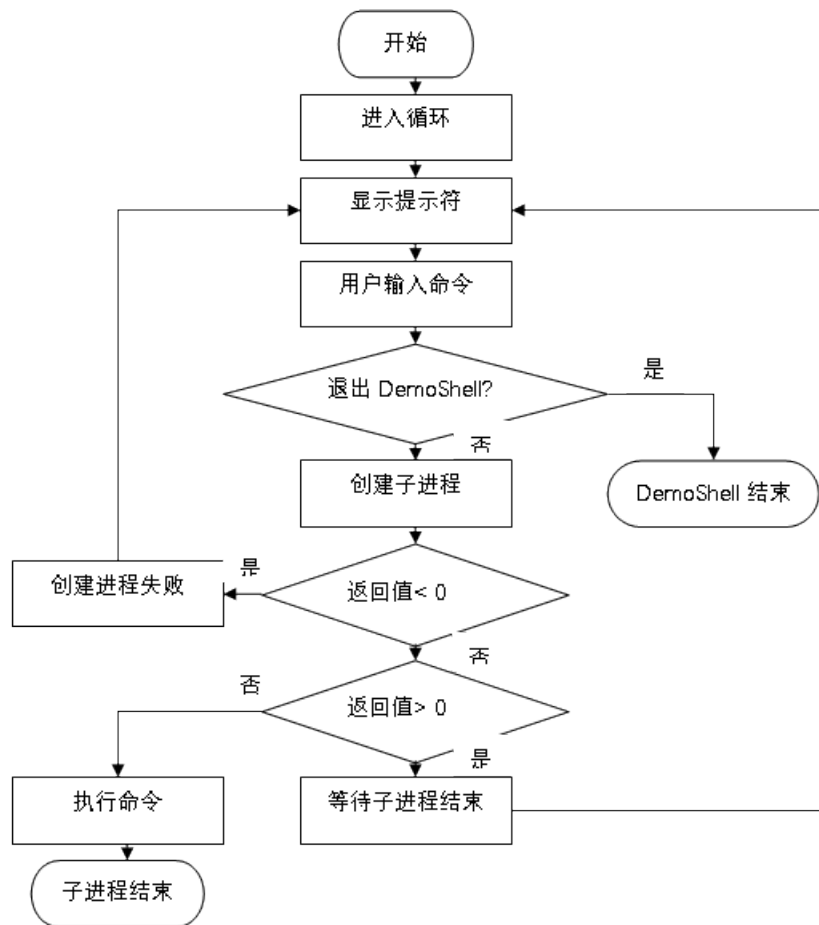 开始
进入循环
显示提示符
用户输入命令
退出 DemoShell?
是
否
创建子进程
DemoShell 结束
创建进程失败
是
返回值< 0
否
否
返回值> 0
是
执行命令
等待子进程结束
子进程结束